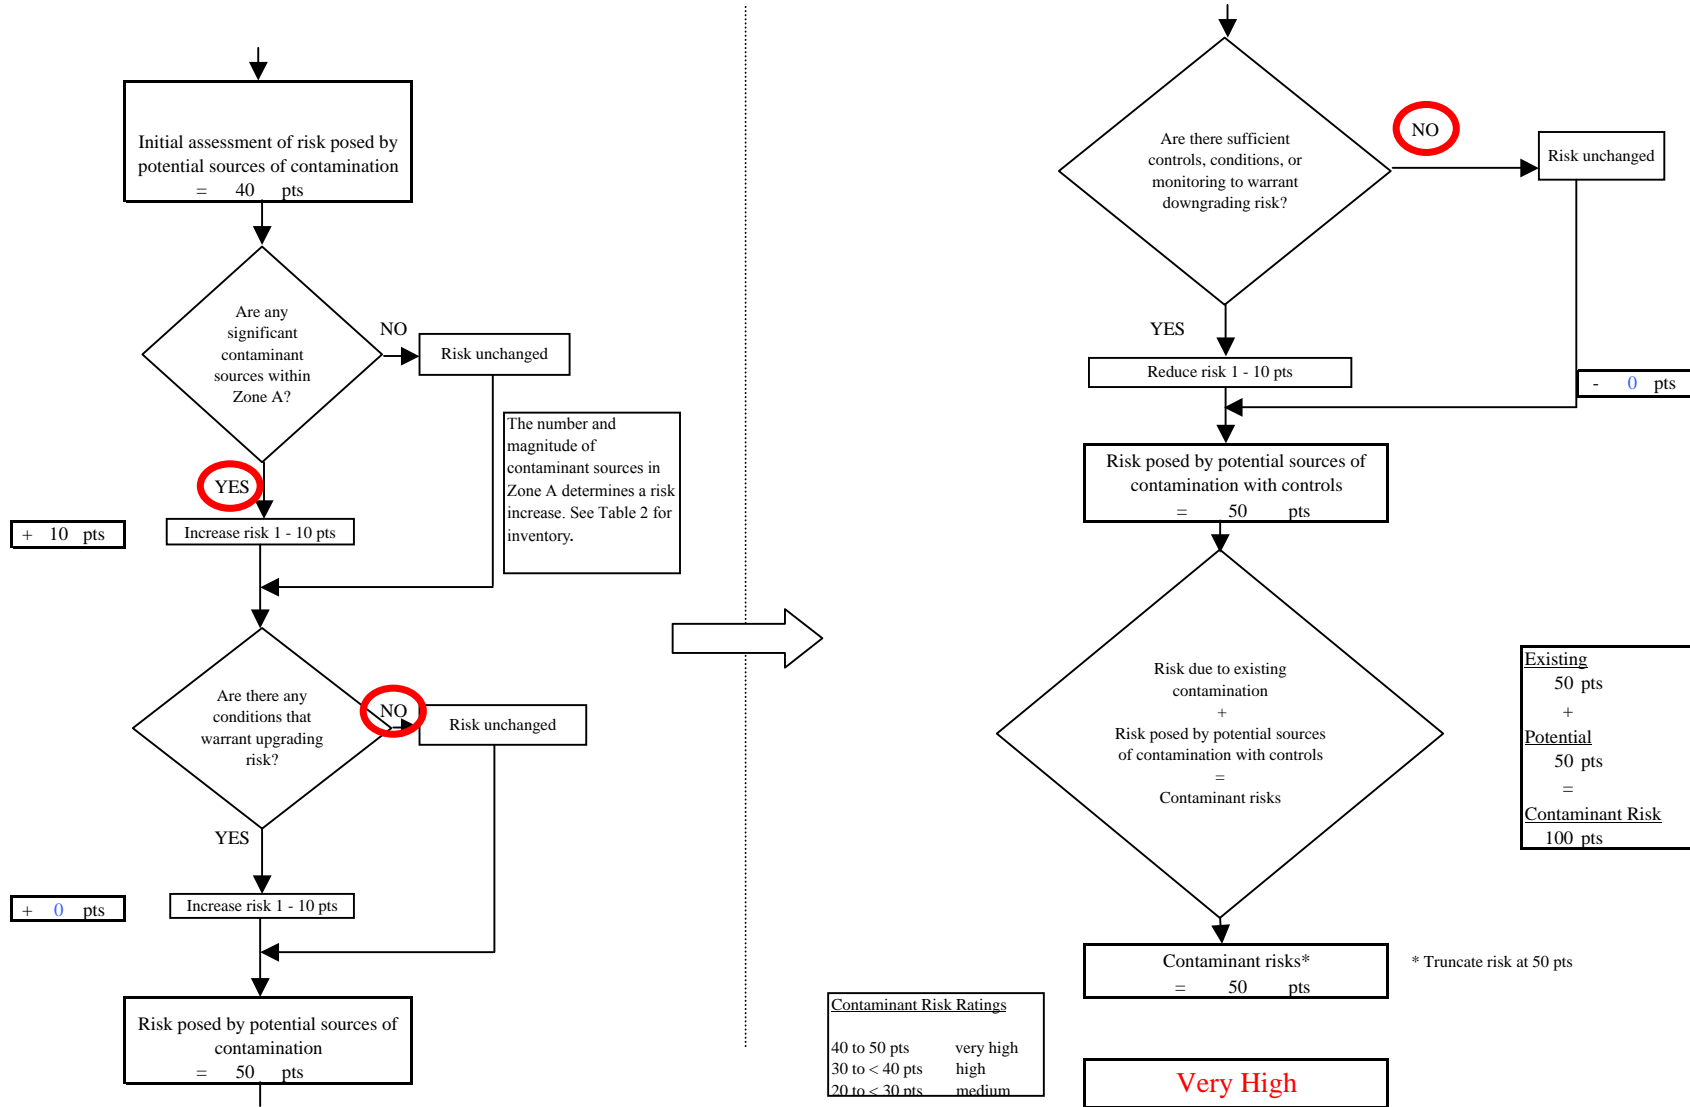 Initial assessment of risk posed by
potential sources of contamination
= 40 pts
Are any
significant
contaminant
sources within
Zone A?
NO
Risk unchanged
YES
The number and
magnitude of
contaminant sources in
Zone A determines a risk
increase. See Table 2 for
inventory.
+ 10 pts
Increase risk 1 - 10 pts
Are there any
conditions that
warrant upgrading
risk?
NO
Risk unchanged
YES
+ 0 pts
Increase risk 1 - 10 pts
Risk posed by potential sources of
contamination
= 50 pts
Are there sufficient
controls, conditions, or
monitoring to warrant
downgrading risk?
NO
Risk unchanged
YES
Reduce risk 1 - 10 pts
- 0 pts
Risk posed by potential sources of
contamination with controls
= 50 pts
Risk due to existing
contamination
+
Risk posed by potential sources
of contamination with controls
=
Contaminant risks
Existing
50 pts
+
Potential
50 pts
=
Contaminant Risk
100 pts
Contaminant risks*
= 50 pts
* Truncate risk at 50 pts
Contaminant Risk Ratings
40 to 50 pts very high
30 to < 40 pts high
20 to < 30 pts medium
Very High